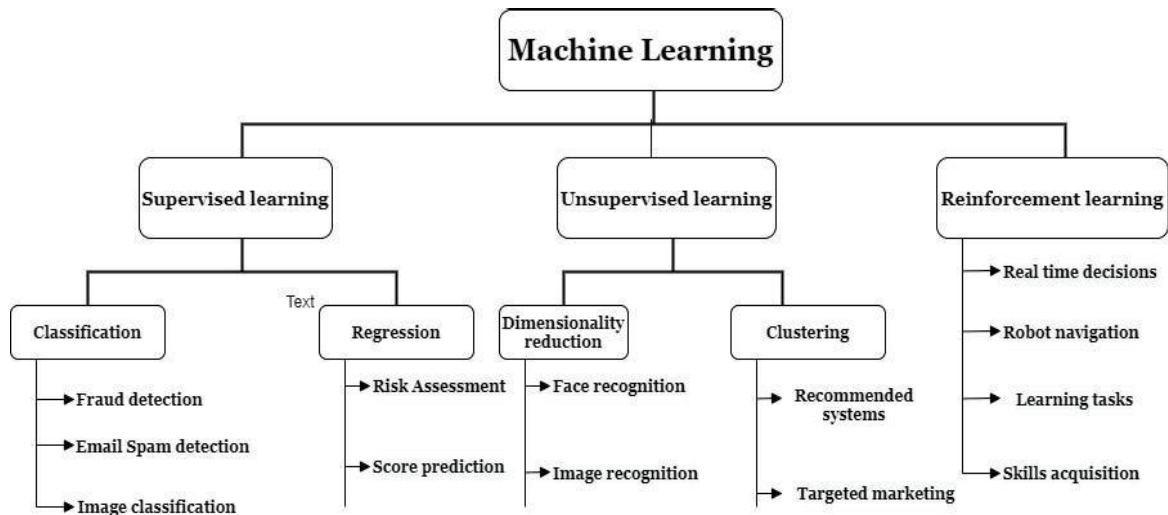 Machine Learning
Supervised learning
Unsupervised learning
Reinforcement learning
Text
Classification
Regression
Dimensionality
reduction
Clustering
Fraud detection
Email Spam detection
Image classification
Risk Assessment
Score prediction
Face recognition
Image recognition
Recommended
systems
Targeted marketing
Real time decisions
Robot navigation
Learning tasks
Skills acquisition